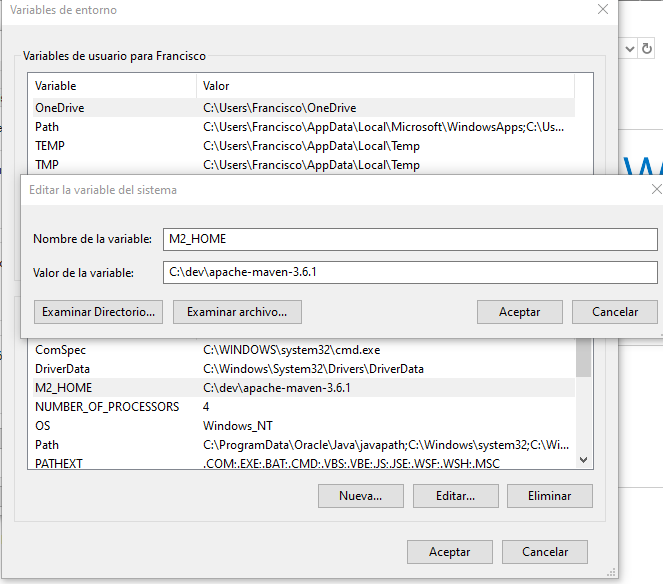 Variables de entorno
Variables de usuario para Francisco
Variable Valor
OneDrive C:\Users\Francisco\OneDrive
Path C:\Users\Francisco\AppData\Local\Microsoft\WindowsApps;C:\Us...
TEMP C:\Users\Francisco\AppData\Local\Temp
TMP C:\Users\Francisco\AppData\Local\Temp
Editar la variable del sistema
Nombre de la variable: M2_HOME
Valor de la variable: C:\dev\apache-maven-3.6.1
Examinar Directorio... Examinar archivo... Aceptar Cancelar
ComSpec C:\WINDOWS\system32\cmd.exe
DriverData C:\Windows\System32\Drivers\DriverData
M2_HOME C:\dev\apache-maven-3.6.1
NUMBER_OF_PROCESSORS 4
OS Windows_NT
Path C:\ProgramData\Oracle\Java\javapath;C:\Windows\system32;C:\Wi...
PATHEXT .COM;.EXE;.BAT;.CMD;.VBS;.VBE;.JS;.JSE;.WSF;.WSH;.MSC
Nueva... Editar... Eliminar
Aceptar Cancelar